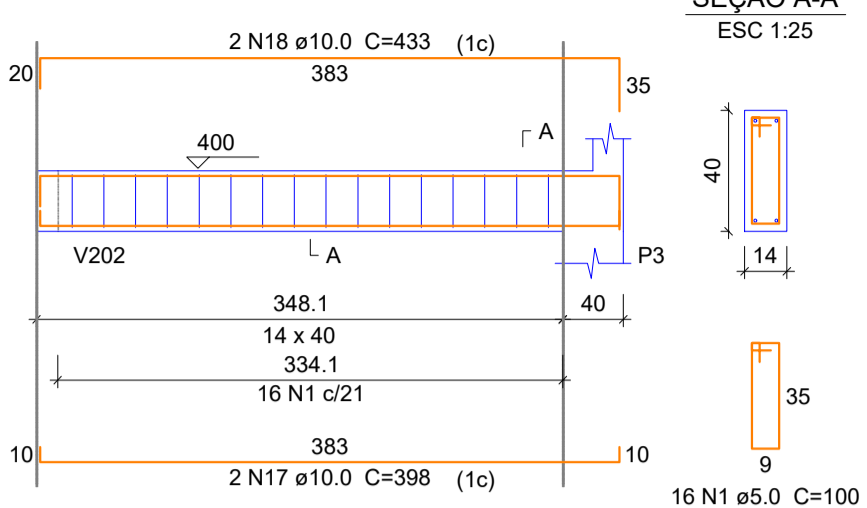 SEÇÃO A-A
ESC 1:25
2 N18 ø10.0 C=433 (1c)
20
383
35
400
A
40
V202
A
P3
14
348.1
40
14 x 40
334.1
16 N1 c/21
35
10
383
10
9
2 N17 ø10.0 C=398 (1c)
16 N1 ø5.0 C=100